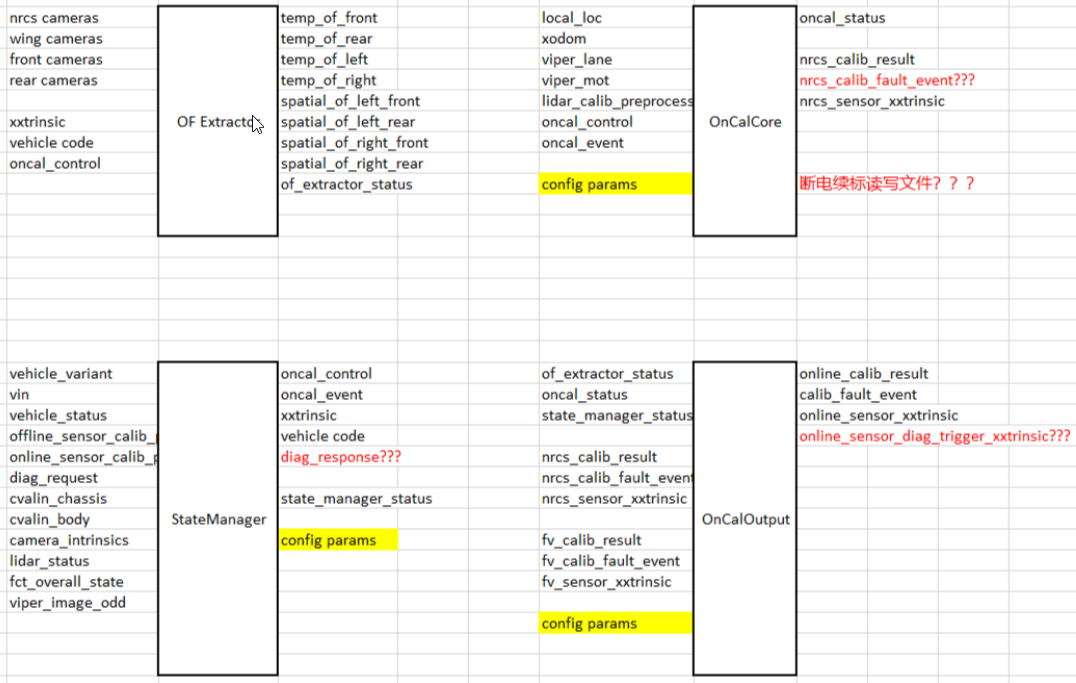 nrcs cameras
wing cameras
front cameras
rear cameras
xxtrinsic
vehicle code
oncal_control
OF Extractor
temp_of_front
temp_of_rear
temp_of_left
temp_of_right
spatial_of_left_front
spatial_of_left_rear
spatial_of_right_front
spatial_of_right_rear
of_extractor_status
local_loc
xodom
viper_lane
viper_mot
lidar_calib_preprocess
oncal_control
oncal_event
config params
OnCalCore
oncal_status
nrcs_calib_result
nrcs_calib_fault_event???
nrcs_sensor_xxtrinsic
断电续标读写文件？？？
vehicle_variant
vin
vehicle_status
offline_sensor_calib_
online_sensor_calib_p
diag_request
cvalin_chassis
cvalin_body
camera_intrinsics
lidar_status
fct_overall_state
viper_image_odd
StateManager
oncal_control
oncal_event
xxtrinsic
vehicle code
diag_response???
state_manager_status
config params
of_extractor_status
oncal_status
state_manager_status
nrcs_calib_result
nrcs_calib_fault_event
nrcs_sensor_xxtrinsic
fv_calib_result
fv_calib_fault_event
fv_sensor_xxtrinsic
config params
OnCalOutput
online_calib_result
calib_fault_event
online_sensor_xxtrinsic
online_sensor_diag_trigger_xxtrinsic???